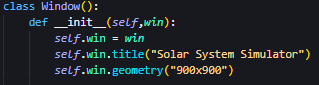 class Window():
    def __init__(self,win):
        self.win = win
        self.win.title("Solar System Simulator")
        self.win.geometry("900x900")